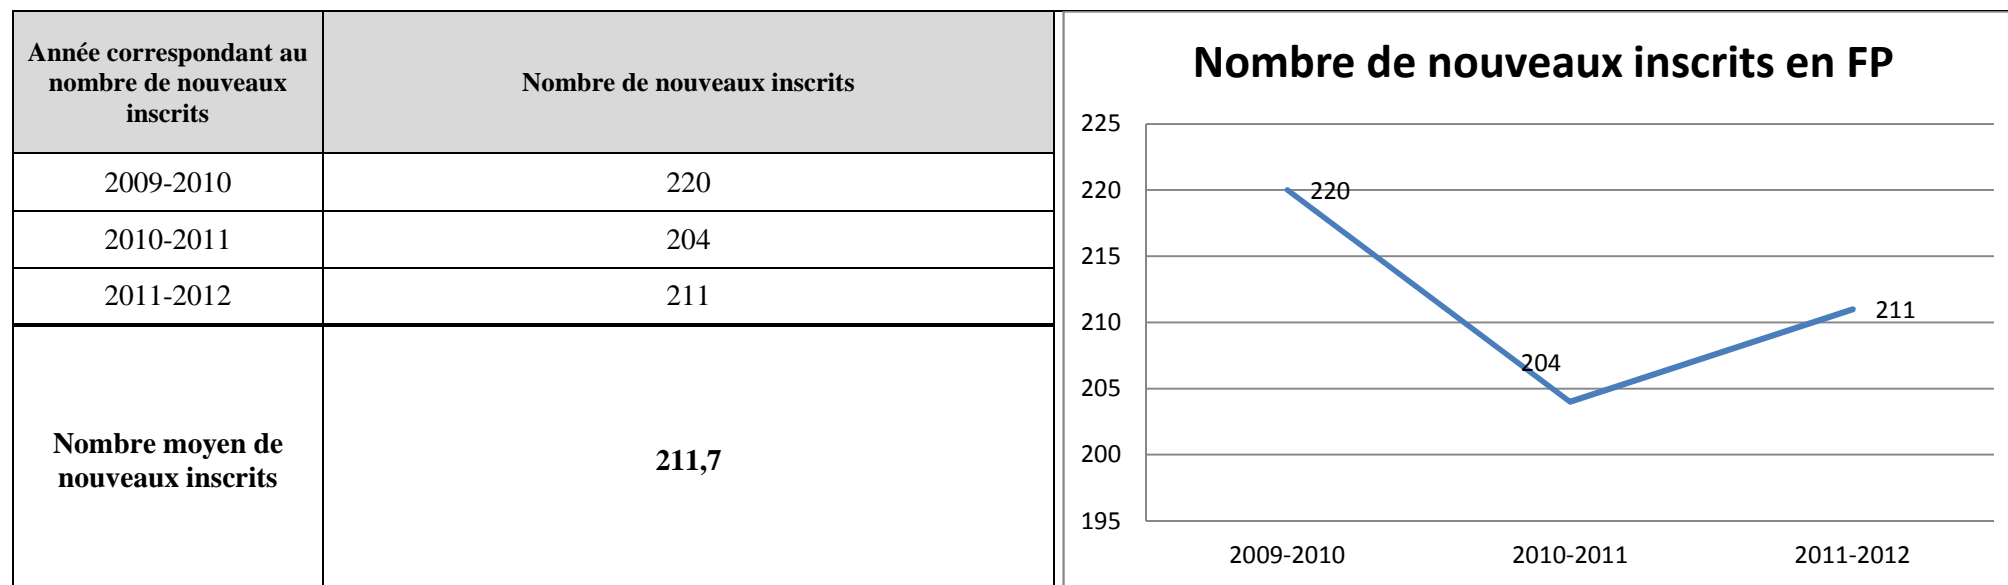 Année correspondant au
nombre de nouveaux
inscrits
Nombre de nouveaux inscrits
2009-2010
220
2010-2011
204
2011-2012
211
Nombre moyen de
nouveaux inscrits
211,7
Nombre de nouveaux inscrits en FP
225
220
215
210
205
200
195
220
204
211
2009-2010
2010-2011
2011-2012